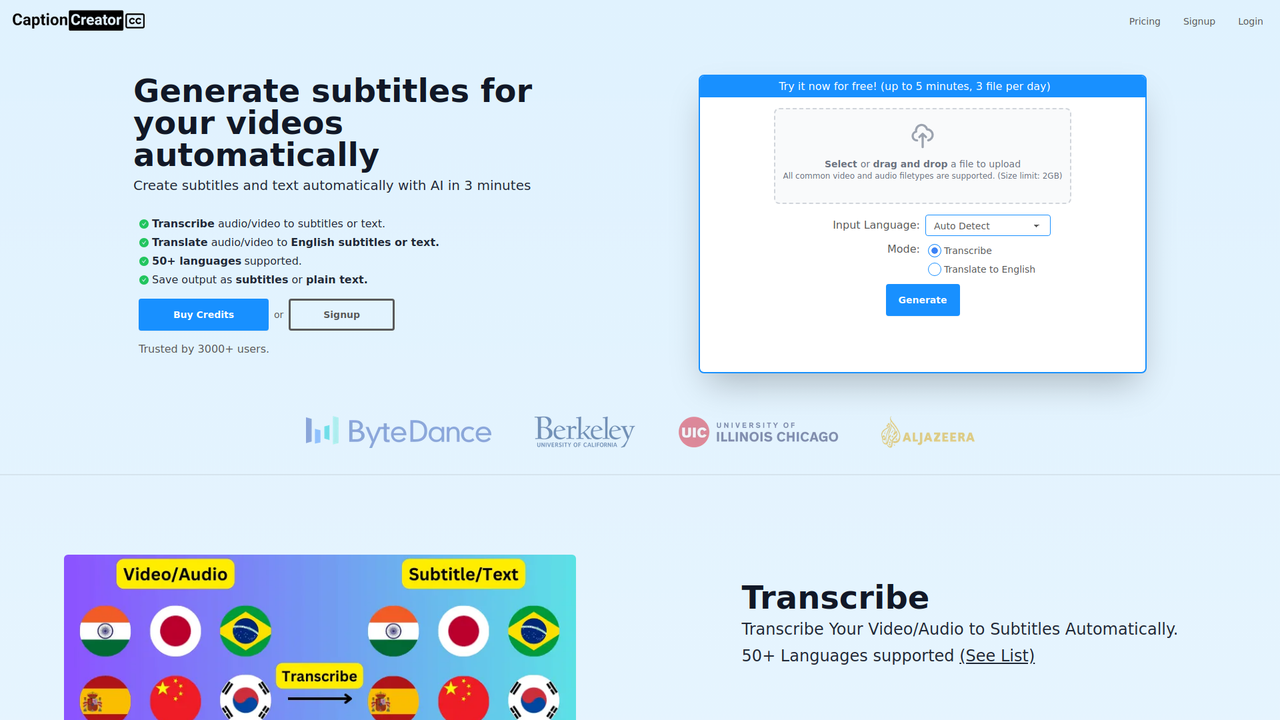 CaptionCreator CC
Pricing
Signup
Login
Generate subtitles for
your videos
automatically
Create subtitles and text automatically with AI in 3 minutes
Transcribe audio/video to subtitles or text.
Translate audio/video to English subtitles or text.
50+ languages supported.
Save output as subtitles or plain text.
Buy Credits
or
Signup
Trusted by 3000+ users.
Try it now for free! (up to 5 minutes, 3 file per day)
Select or drag and drop a file to upload
All common video and audio filetypes are supported. (Size limit: 2GB)
Input Language:
Auto Detect
Mode:
Transcribe
Translate to English
Generate
ByteDance
Berkeley
UNIVERSITY OF CALIFORNIA
UIC
UNIVERSITY OF
ILLINOIS CHICAGO
ALJAZEERA
Video/Audio
Subtitle/Text
Transcribe
Transcribe
Transcribe Your Video/Audio to Subtitles Automatically.
50+ Languages supported (See List)